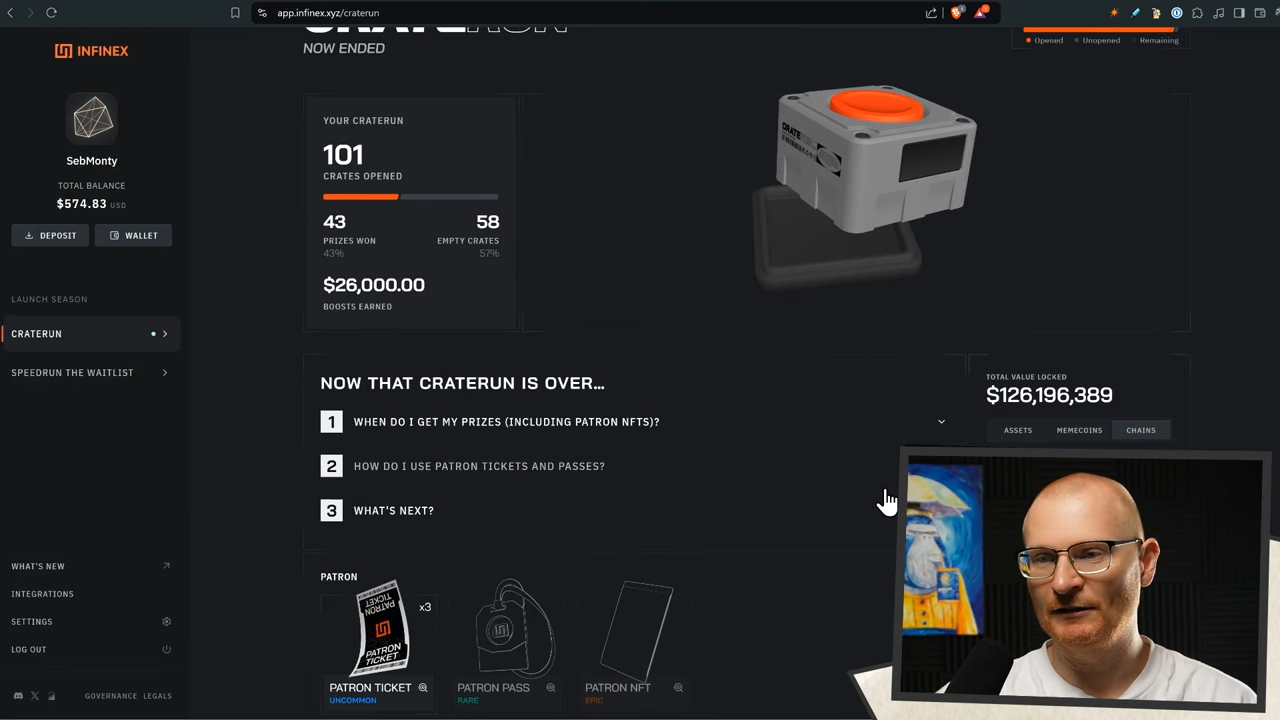 app.infinex.xyz/craterun
INFINEX
SebMonty
TOTAL BALANCE
$574.83 USD
DEPOSIT
WALLET
LAUNCH SEASON
CRATERUN
SPEEDRUN THE WAITLIST
WHAT'S NEW
INTEGRATIONS
SETTINGS
LOG OUT
GOVERNANCE LEGALS
CRATERUN
NOW ENDED
Opened Unopened Remaining
YOUR CRATERUN
101
CRATES OPENED
43 58
PRIZES WON EMPTY CRATES
43% 57%
$26,000.00
BOOSTS EARNED
CRATE
NOW THAT CRATERUN IS OVER...
1 WHEN DO I GET MY PRIZES (INCLUDING PATRON NFTS)?
2 HOW DO I USE PATRON TICKETS AND PASSES?
3 WHAT'S NEXT?
TOTAL VALUE LOCKED
$126,196,389
ASSETS MEMECOINS CHAINS
PATRON
x3
PATRON TICKET
PATRON TICKET
PATRON TICKET
UNCOMMON
PATRON PASS
RARE
PATRON NFT
EPIC